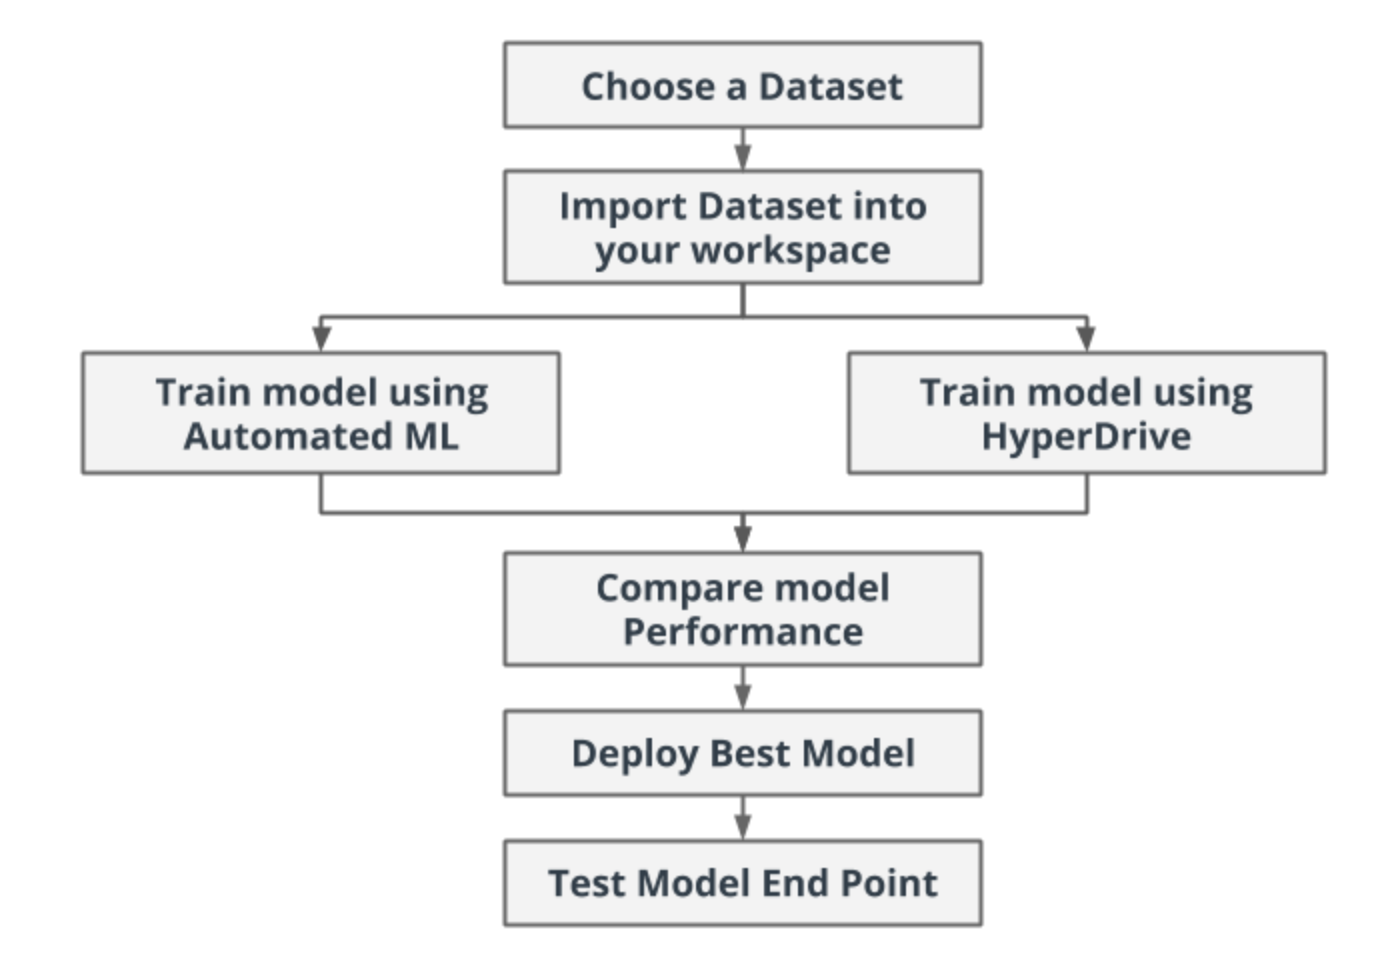 Choose a Dataset
Import Dataset into
your workspace
Train model using
Automated ML
Train model using
HyperDrive
Compare model
Performance
Deploy Best Model
Test Model End Point